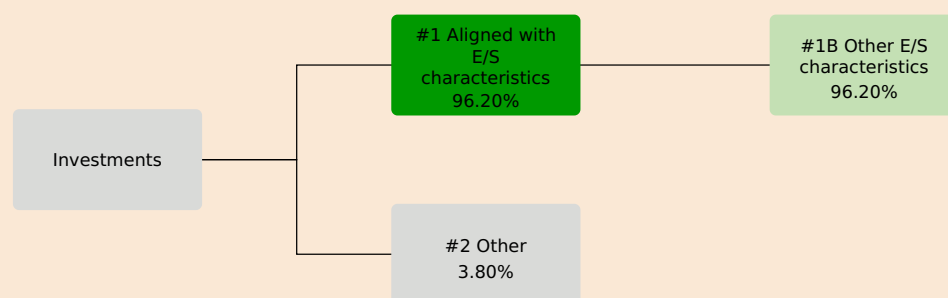 #1 Aligned with
E/S
characteristics
96.20%
#1B Other E/S
characteristics
96.20%
Investments
#2 Other
3.80%